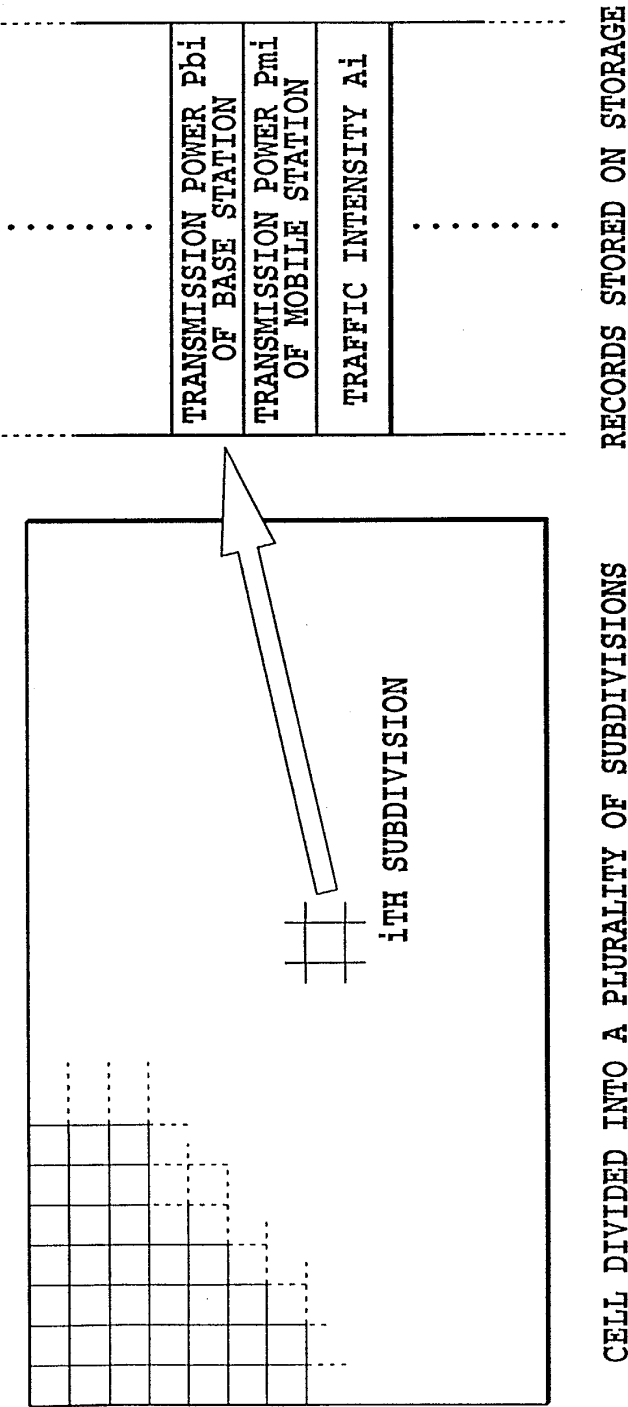 iTH SUBDIVISION
CELL DIVIDED INTO A PLURALITY OF SUBDIVISIONS
TRANSMISSION POWER Pbi
OF BASE STATION
TRANSMISSION POWER Pmi
OF MOBILE STATION
TRAFFIC INTENSITY Ai
RECORDS STORED ON STORAGE